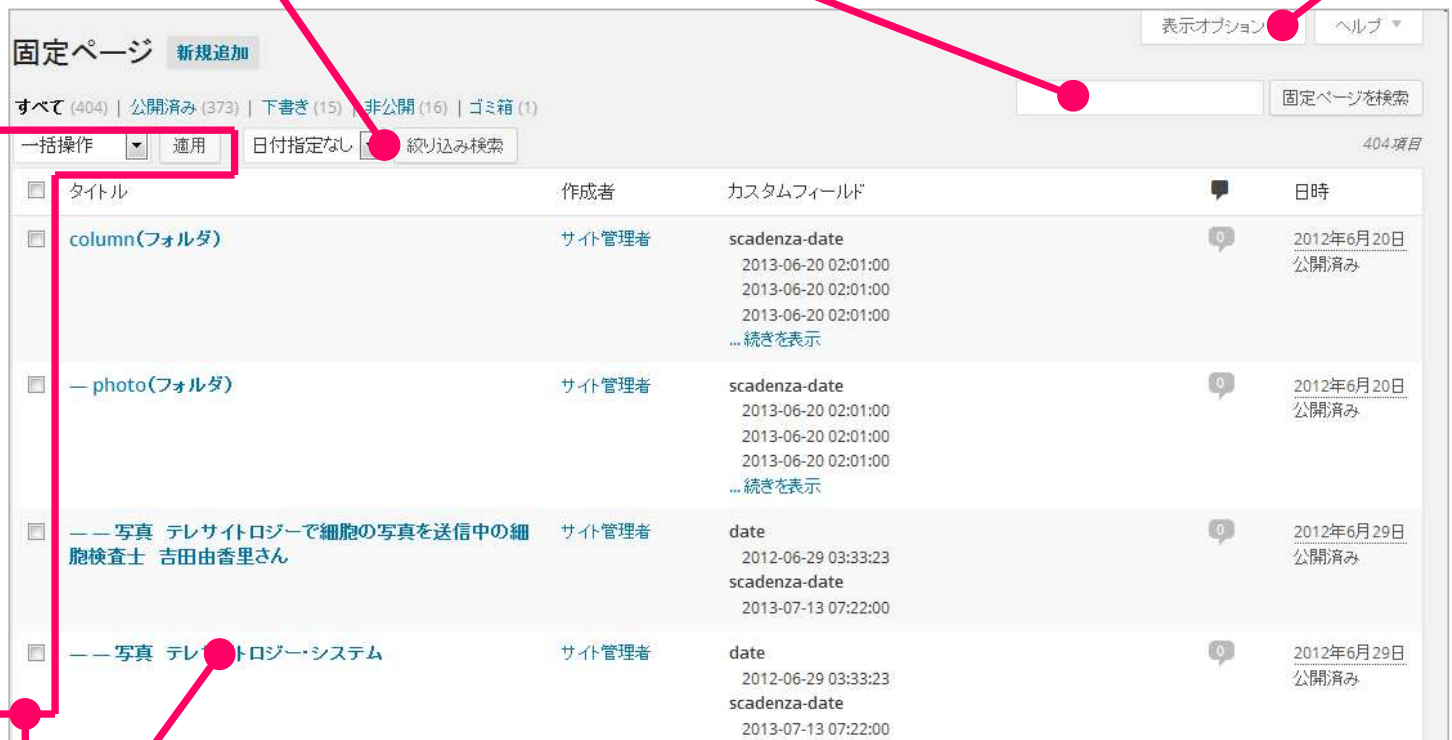 表示オプション ヘルプ ▼
固定ページ 新規追加
固定ページを検索
すべて (404) | 公開済み (373) | 下書き (15) | 非公開 (16) | ゴミ箱 (1)
一括操作 適用 日付指定なし 絞り込み検索 404 項目
タイトル 作成者 カスタムフィールド 日時
column(フォルダ) サイト管理者 scadenza-date 0 2012年6月20日
2013-06-20 02:01:00 公開済み
2013-06-20 02:01:00
2013-06-20 02:01:00
... 続きを表示
— photo(フォルダ) サイト管理者 scadenza-date 0 2012年6月20日
2013-06-20 02:01:00 公開済み
2013-06-20 02:01:00
2013-06-20 02:01:00
... 続きを表示
— — 写真 テレサイトロジーで細胞の写真を送信中の細 サイト管理者 date 0 2012年6月29日
胞検査士 吉田由香里さん 2012-06-29 03:33:23 公開済み
scadenza-date
2013-07-13 07:22:00
— — 写真 テレサイトロジー・システム サイト管理者 date 0 2012年6月29日
2012-06-29 03:33:23 公開済み
scadenza-date
2013-07-13 07:22:00